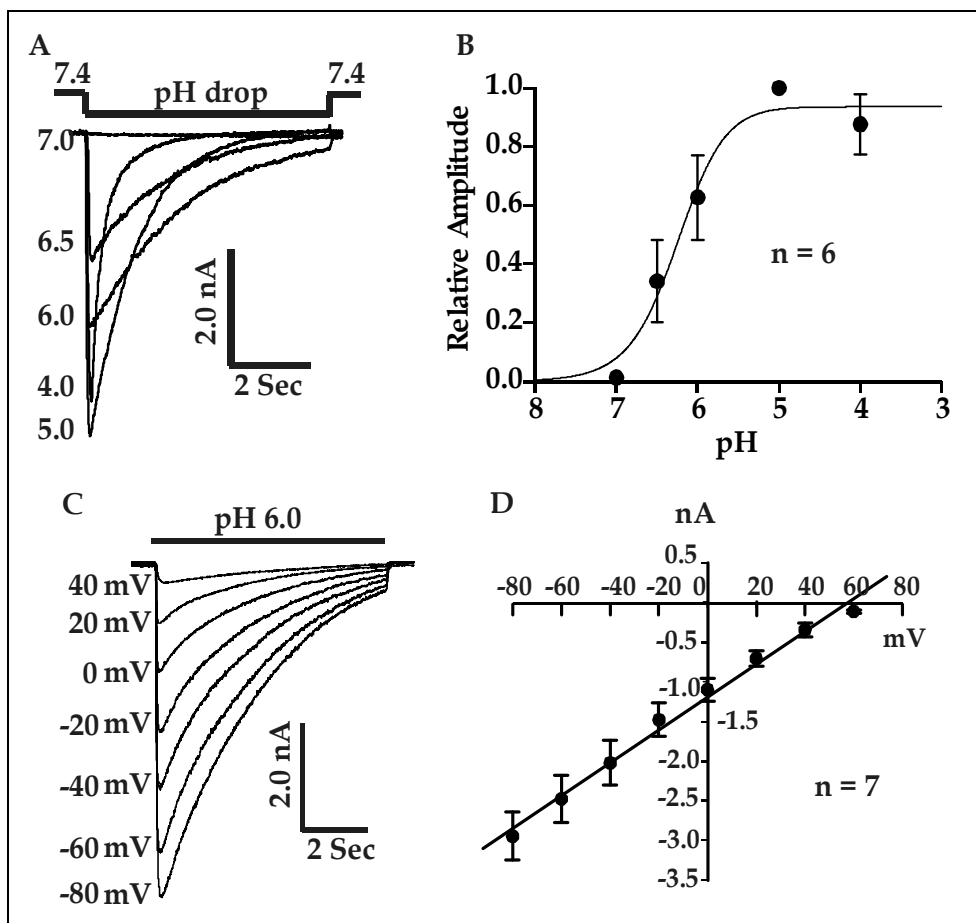 A
7.4
7.4
pH drop
7.0
6.5
6.0
4.0
5.0
2.0 nA
2 Sec
B
Relative Amplitude
1.0
0.8
0.6
0.4
0.2
0.0
n = 6
8 7 6 5 4 3
pH
C
pH 6.0
40 mV
20 mV
0 mV
-20 mV
-40 mV
-60 mV
-80 mV
2.0 nA
2 Sec
D
nA
0.5
-80 -60 -40 -20 0 20 40 60 80
mV
-0.5
-1.0
-1.5
-2.0
-2.5
-3.0
-3.5
n = 7